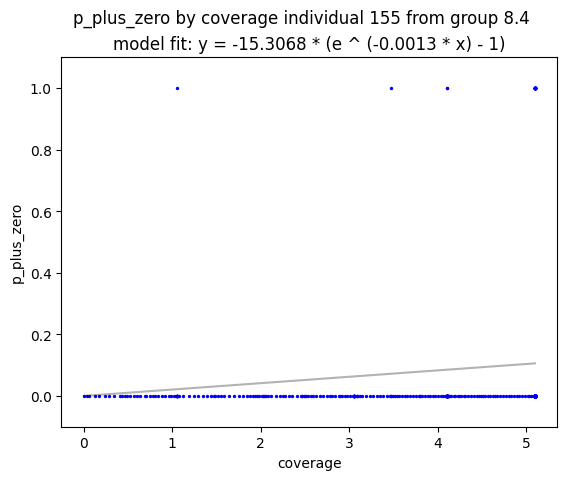 p_plus_zero by coverage individual 155 from group 8.4
model fit: y = -15.3068 * (e ^ (-0.0013 * x) - 1)
1.0
0.8
0.6
0.4
0.2
0.0
p_plus_zero
0 1 2 3 4 5
coverage